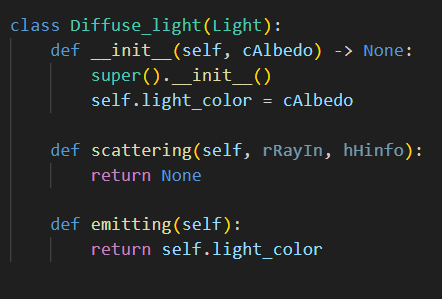 class Diffuse_light(Light):
    def __init__(self, cAlbedo) -> None:
        super().__init__()
        self.light_color = cAlbedo

    def scattering(self, rRayIn, hHinfo):
        return None

    def emitting(self):
        return self.light_color